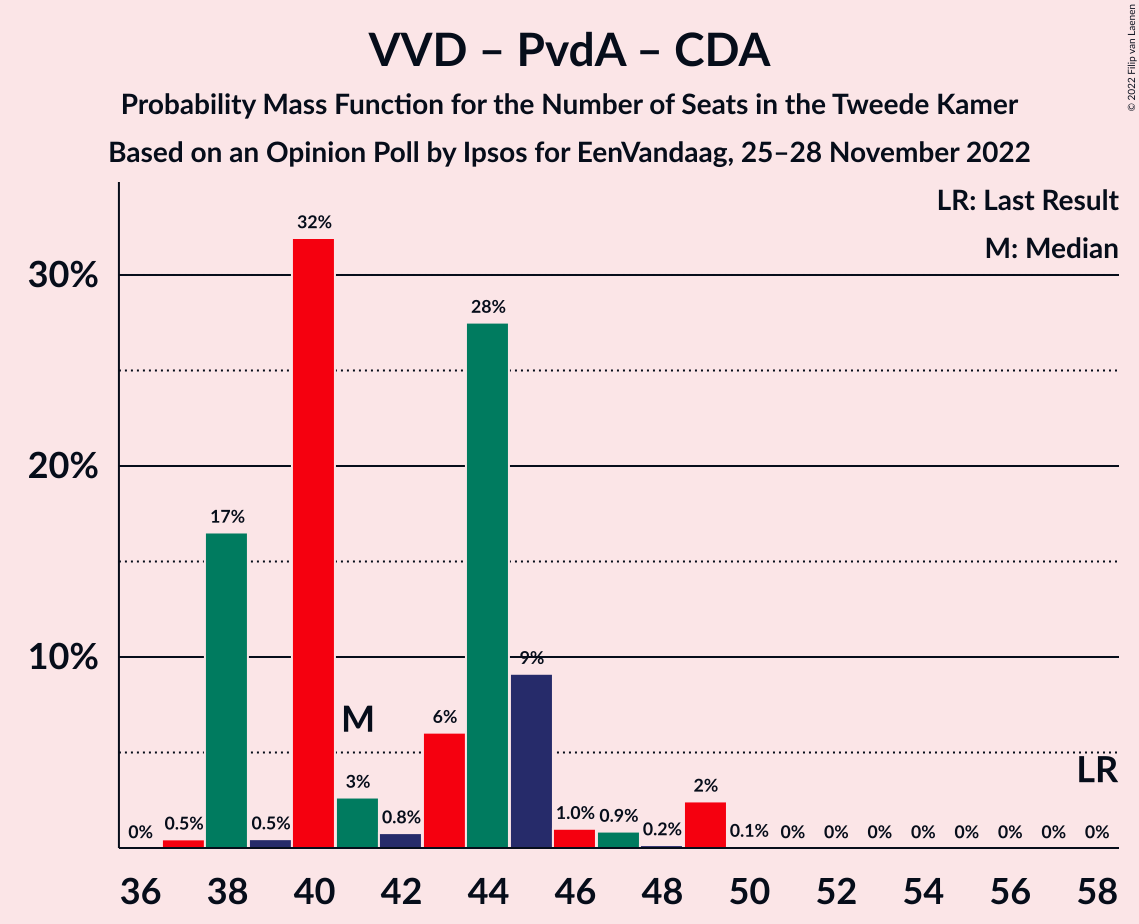 VVD – PvdA – CDA
Probability Mass Function for the Number of Seats in the Tweede Kamer
Based on an Opinion Poll by Ipsos for EenVandaag, 25–28 November 2022
© 2022 Filip van Laenen
LR: Last Result
M: Median
30%
20%
10%
0% 0.5% 17% 0.5% 32% 3% 0.8% 6% 28% 9% 1.0% 0.9% 0.2% 2% 0.1% 0% 0% 0% 0% 0% 0% 0% 0%
M
LR
36 38 40 42 44 46 48 50 52 54 56 58